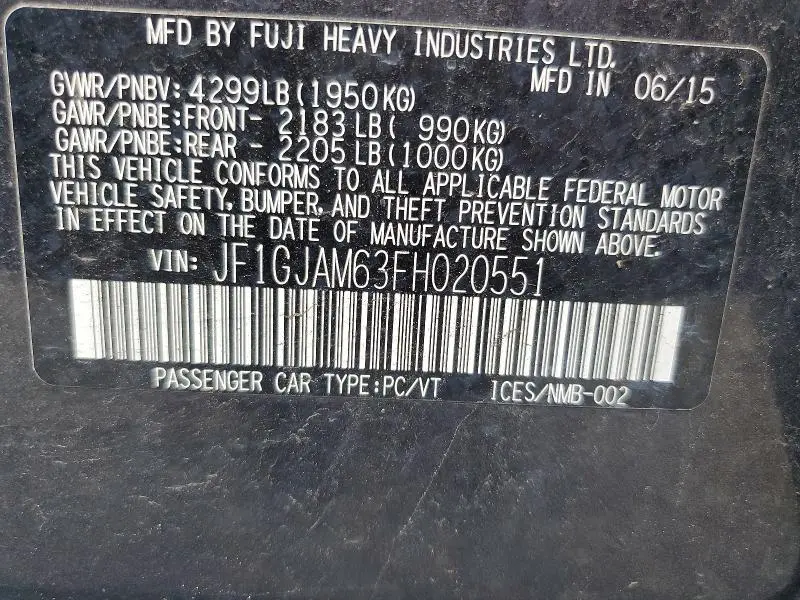 MFD BY FUJI HEAVY INDUSTRIES LTD.
MFD IN 06/15
GVWR/PNBV: 4299LB (1950KG)
GAWR/PNBE:FRONT- 2183 LB ( 990KG)
GAWR/PNBE:REAR - 2205 LB (1000KG)
THIS VEHICLE CONFORMS TO ALL APPLICABLE FEDERAL MOTOR
VEHICLE SAFETY, BUMPER, AND THEFT PREVENTION STANDARDS
IN EFFECT ON THE DATE OF MANUFACTURE SHOWN ABOVE.
VIN: JF1GJAM63FH020551
PASSENGER CAR TYPE:PC/VT ICES/NMB-002